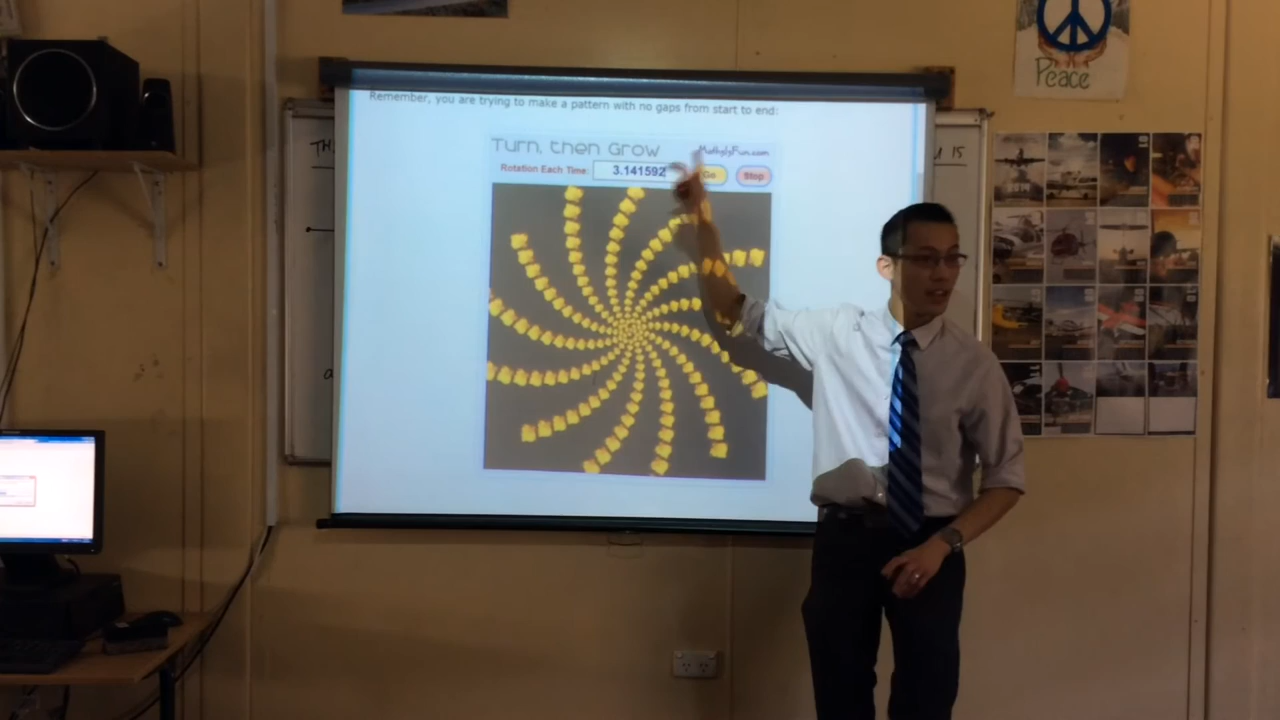 Remember, you are trying to make a pattern with no gaps from start to end:
Turn, then Grow
MathsIsFun.com
Rotation Each Time: 3.141592 Go Stop
Peace
TH